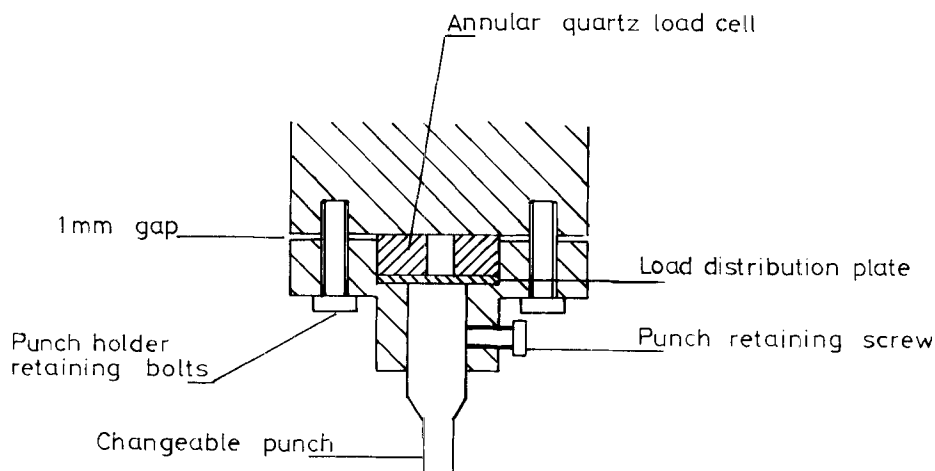 Annular quartz load cell
1mm gap
Load distribution plate
Punch holder
retaining bolts
Punch retaining screw
Changeable punch